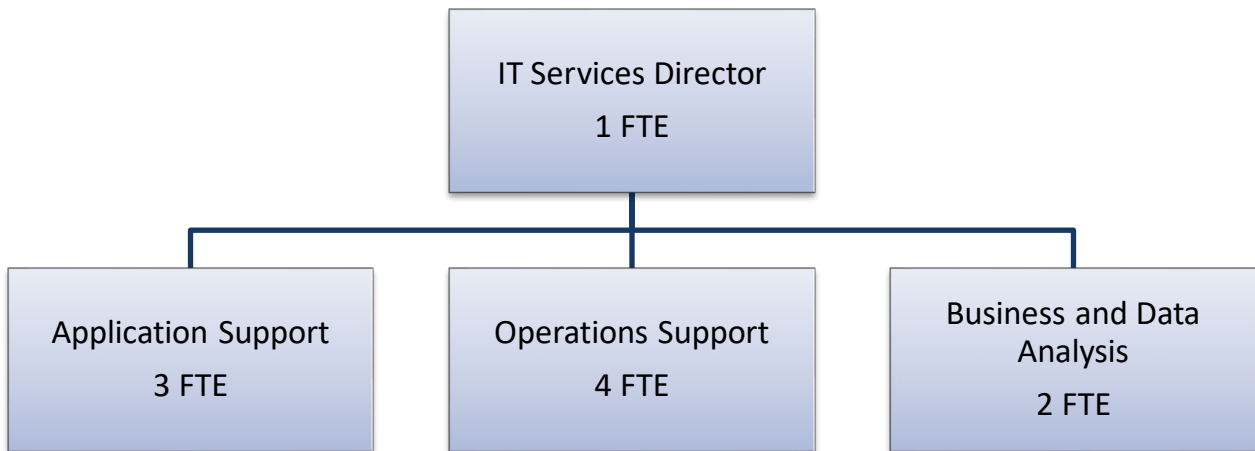 IT Services Director
1 FTE
Application Support
3 FTE
Operations Support
4 FTE
Business and Data
Analysis
2 FTE